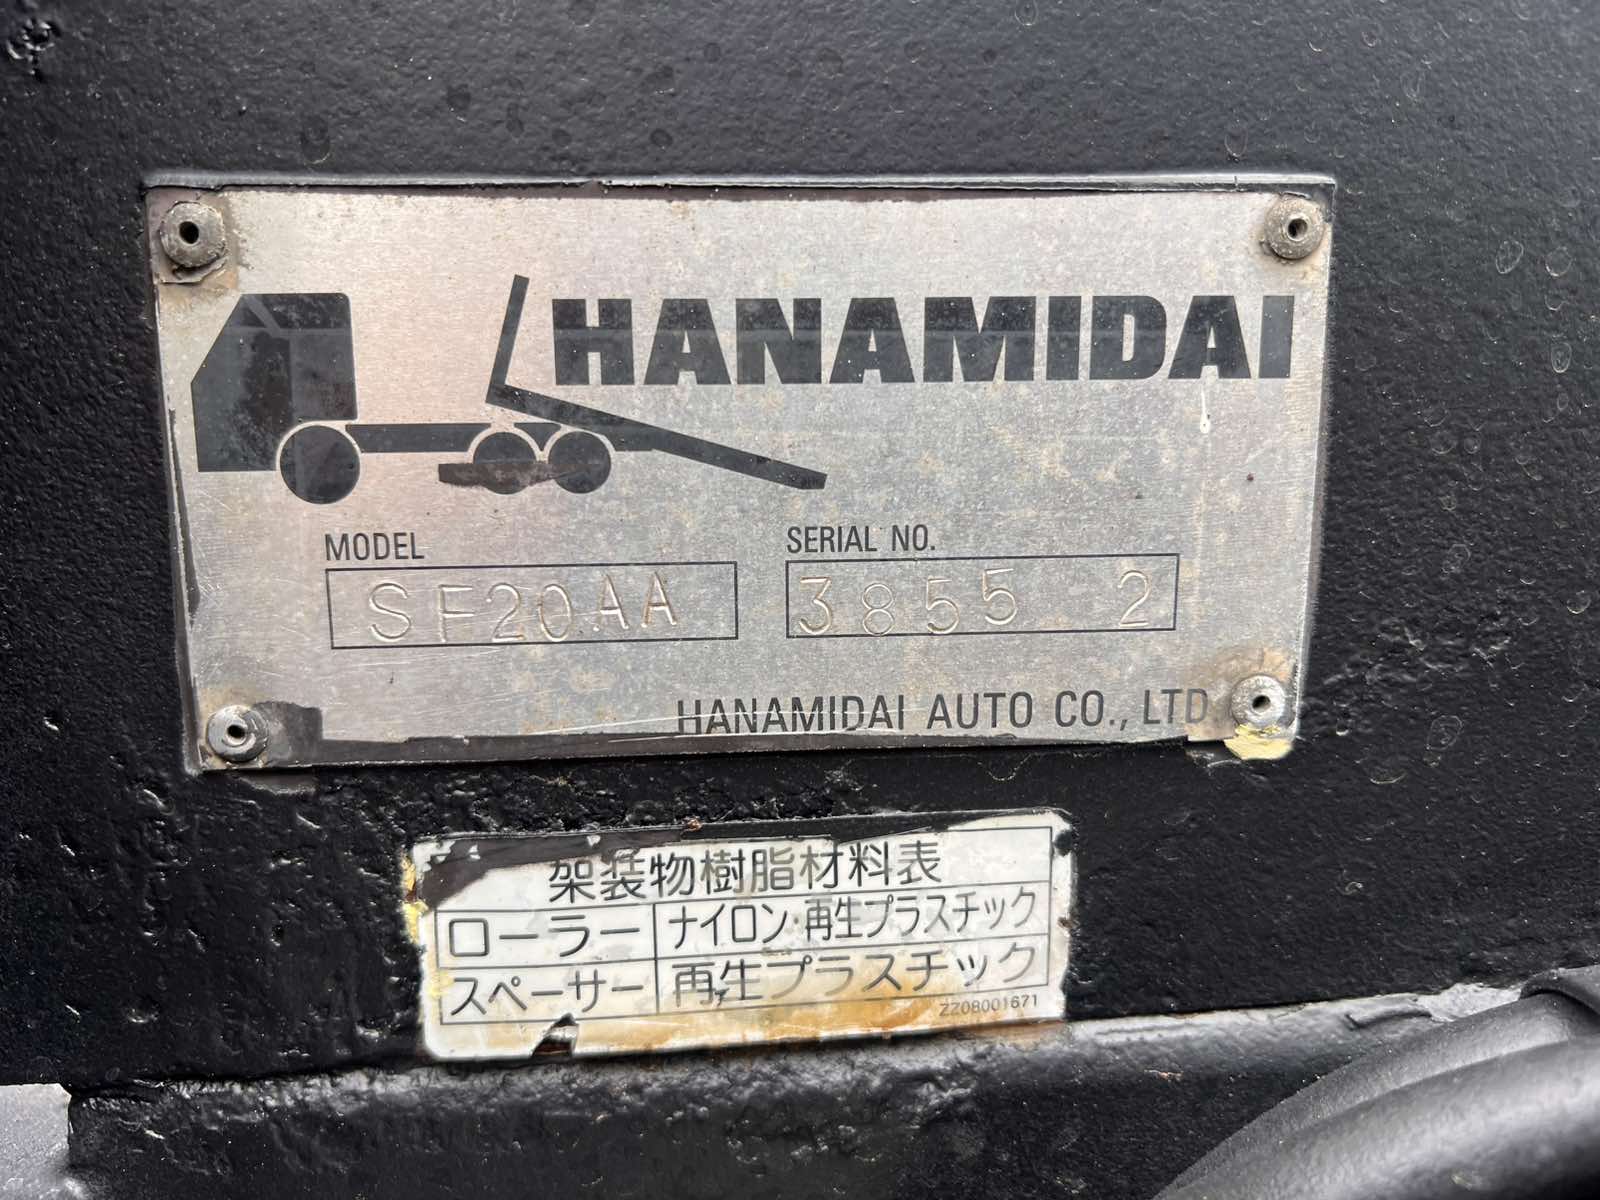 HANAMIDAI
MODEL SERIAL NO.
SF20AA 3855 2
HANAMIDAI AUTO CO., LTD.
架装物樹脂材料表
ローラー ナイロン・再生プラスチック
スペーサー 再生プラスチック
ZZ08001671